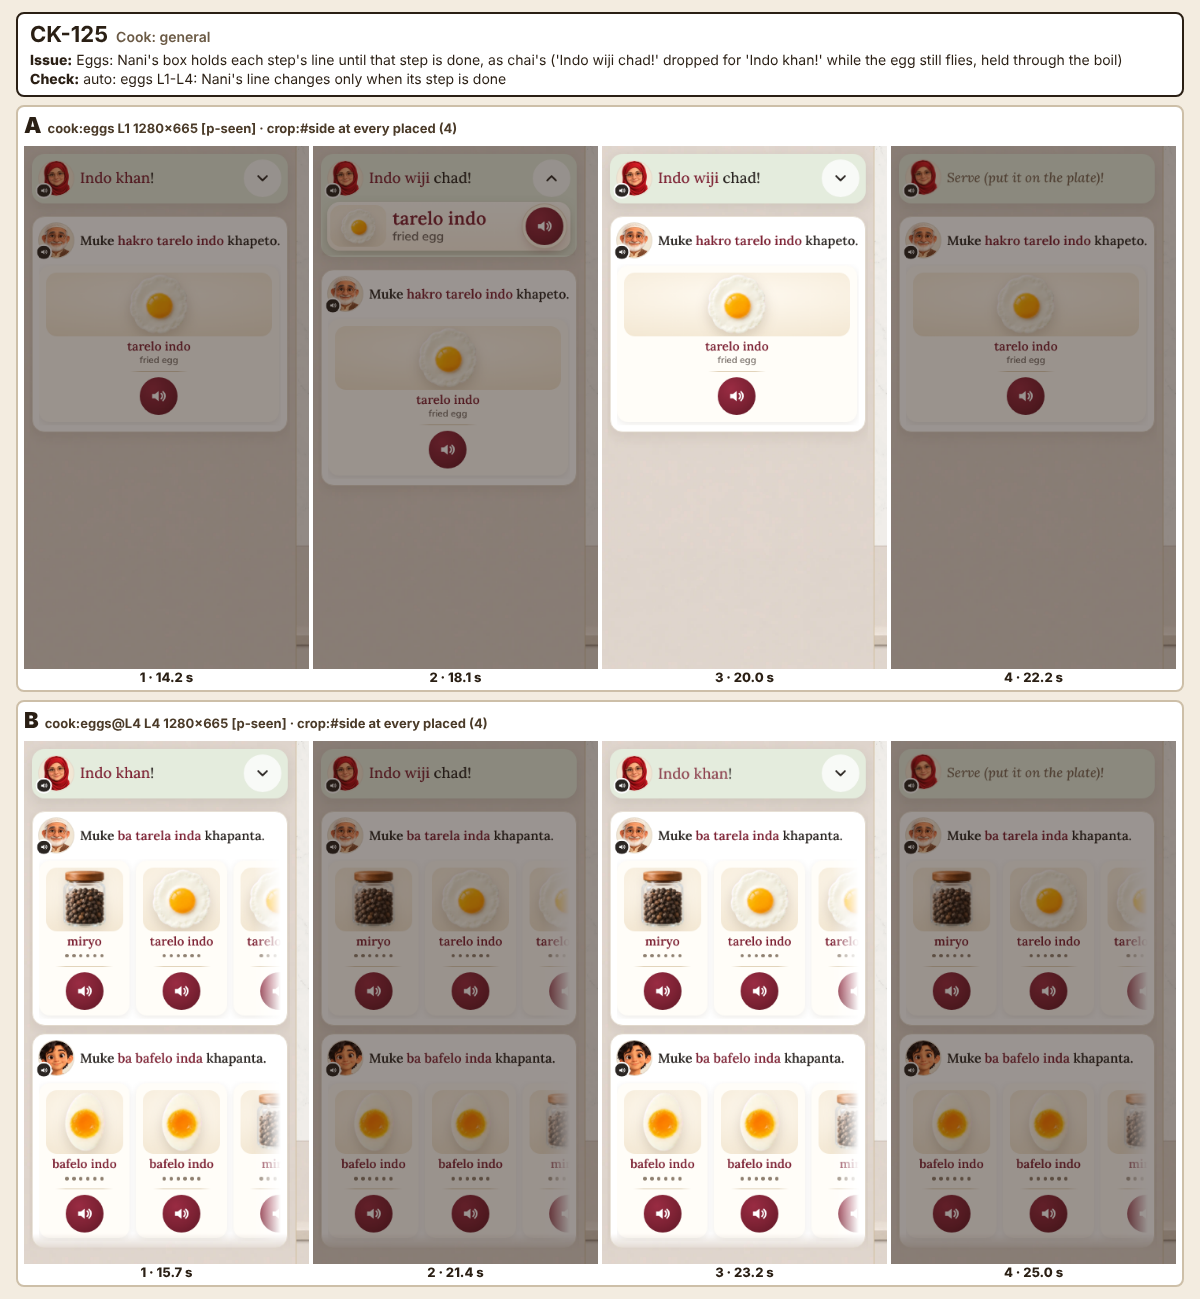 CK-125 Cook: general
Issue: Eggs: Nani's box holds each step's line until that step is done, as chai's ('Indo wiji chad!' dropped for 'Indo khan!' while the egg still flies, held through the boil)
Check: auto: eggs L1-L4: Nani's line changes only when its step is done
A cook:eggs L1 1280×665 [p-seen] · crop:#side at every placed (4)
Indo khan!
Muke hakro tarelo indo khapeto.
tarelo indo
fried egg
1 · 14.2 s
Indo wiji chad!
tarelo indo
fried egg
Muke hakro tarelo indo khapeto.
tarelo indo
fried egg
2 · 18.1 s
Indo wiji chad!
Muke hakro tarelo indo khapeto.
tarelo indo
fried egg
3 · 20.0 s
Serve (put it on the plate)!
Muke hakro tarelo indo khapeto.
tarelo indo
fried egg
4 · 22.2 s
B cook:eggs@L4 L4 1280×665 [p-seen] · crop:#side at every placed (4)
Indo khan!
Muke ba tarela inda khapanta.
miryo tarelo indo tarelo
Muke ba bafelo inda khapanta.
bafelo indo bafelo indo mi
1 · 15.7 s
Indo wiji chad!
Muke ba tarela inda khapanta.
miryo tarelo indo tarelo
Muke ba bafelo inda khapanta.
bafelo indo bafelo indo mi
2 · 21.4 s
Indo khan!
Muke ba tarela inda khapanta.
miryo tarelo indo tarelo
Muke ba bafelo inda khapanta.
bafelo indo bafelo indo mi
3 · 23.2 s
Serve (put it on the plate)!
Muke ba tarela inda khapanta.
miryo tarelo indo tarelo
Muke ba bafelo inda khapanta.
bafelo indo bafelo indo mi
4 · 25.0 s